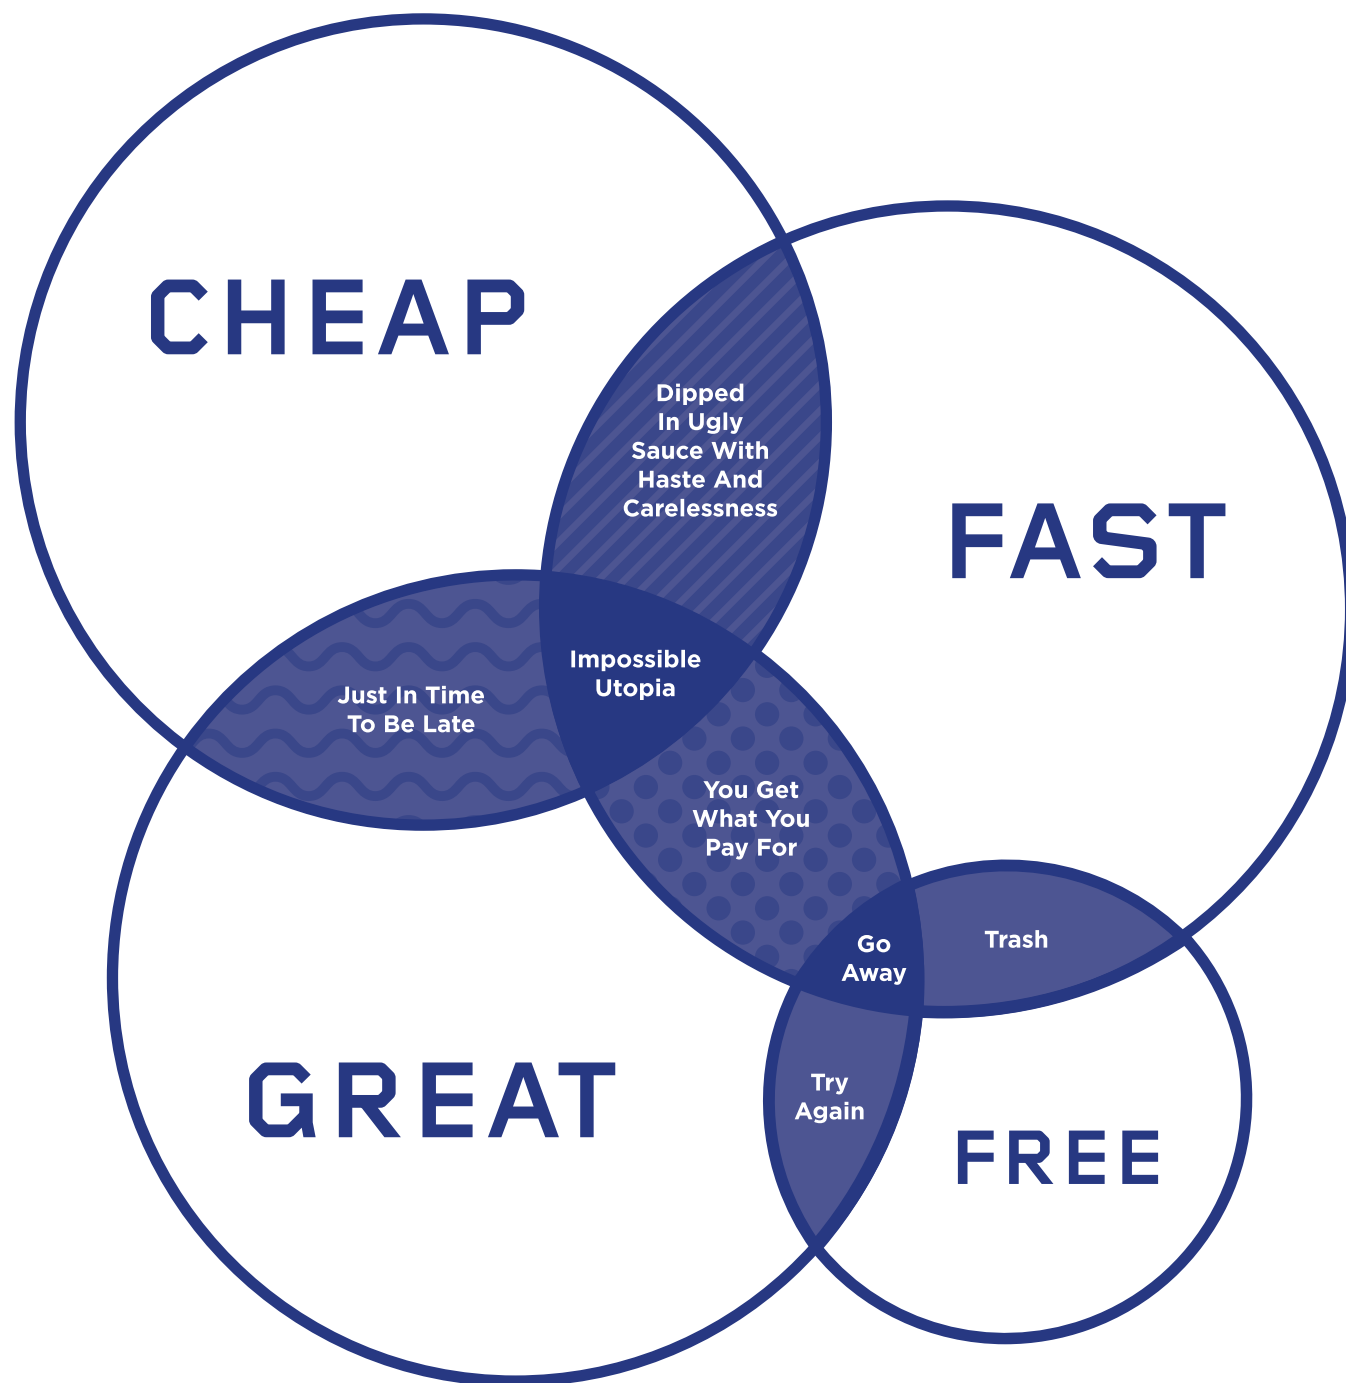 CHEAP
Dipped
In Ugly
Sauce With
Haste And
Carelessness
FAST
Impossible
Utopia
Just In Time
To Be Late
You Get
What You
Pay For
Go
Away
Trash
Try
Again
GREAT
FREE